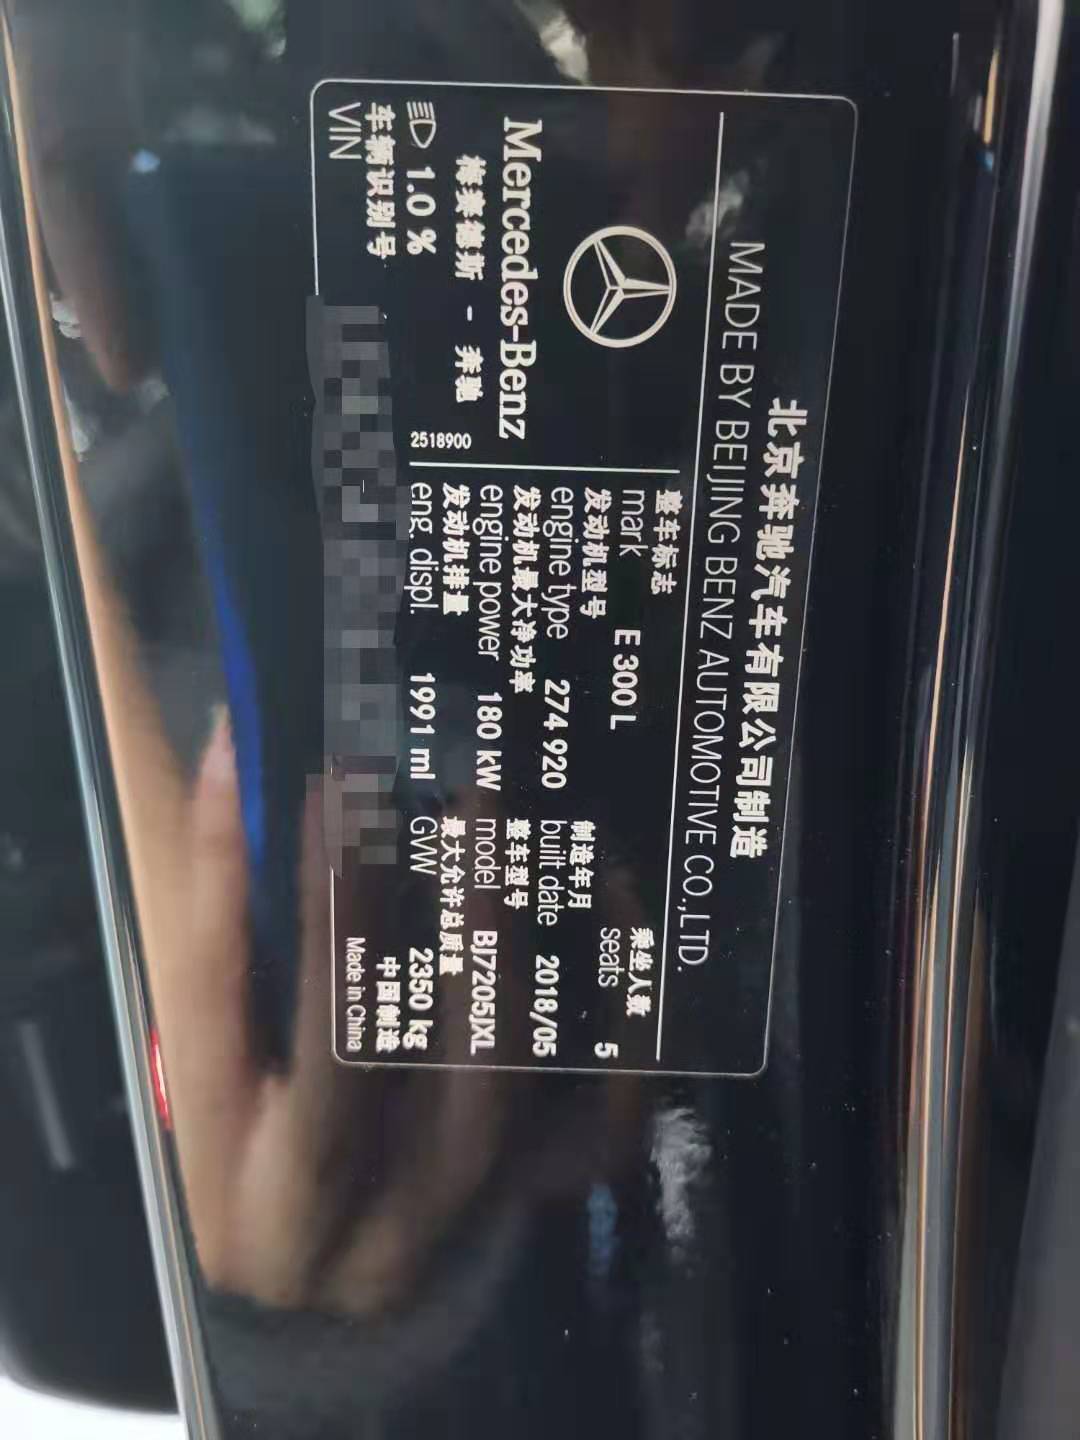 北京奔驰汽车有限公司制造
MADE BY BEIJING BENZ AUTOMOTIVE CO.,LTD.
Mercedes-Benz
梅赛德斯 - 奔驰
2518900
1.0 %
整车标志
mark E 300 L
乘坐人数
seats 5
发动机型号
engine type 274 920
制造年月
built date 2018/05
发动机最大净功率
engine power 180 kW
整车型号
model BJ7205JXL
发动机排量
eng. displ. 1991 ml
最大允许总质量
GVW 2350 kg
车辆识别号
VIN
中国制造
Made in China